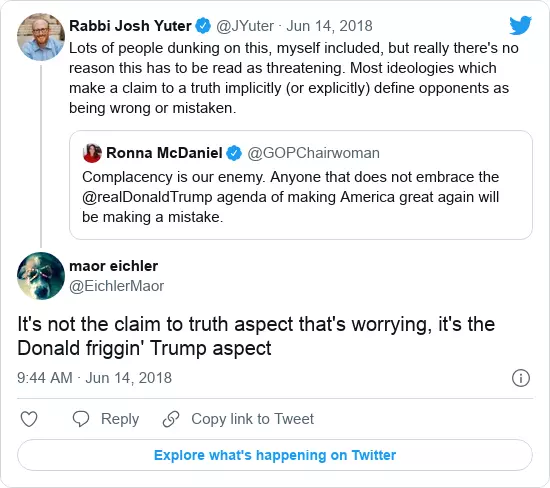 Rabbi Josh Yuter @JYuter · Jun 14, 2018
Lots of people dunking on this, myself included, but really there's no
reason this has to be read as threatening. Most ideologies which
make a claim to a truth implicitly (or explicitly) define opponents as
being wrong or mistaken.
Ronna McDaniel @GOPChairwoman
Complacency is our enemy. Anyone that does not embrace the
@realDonaldTrump agenda of making America great again will
be making a mistake.
maor eichler
@EichlerMaor
It's not the claim to truth aspect that's worrying, it's the
Donald friggin' Trump aspect
9:44 AM · Jun 14, 2018
Reply Copy link to Tweet
Explore what's happening on Twitter